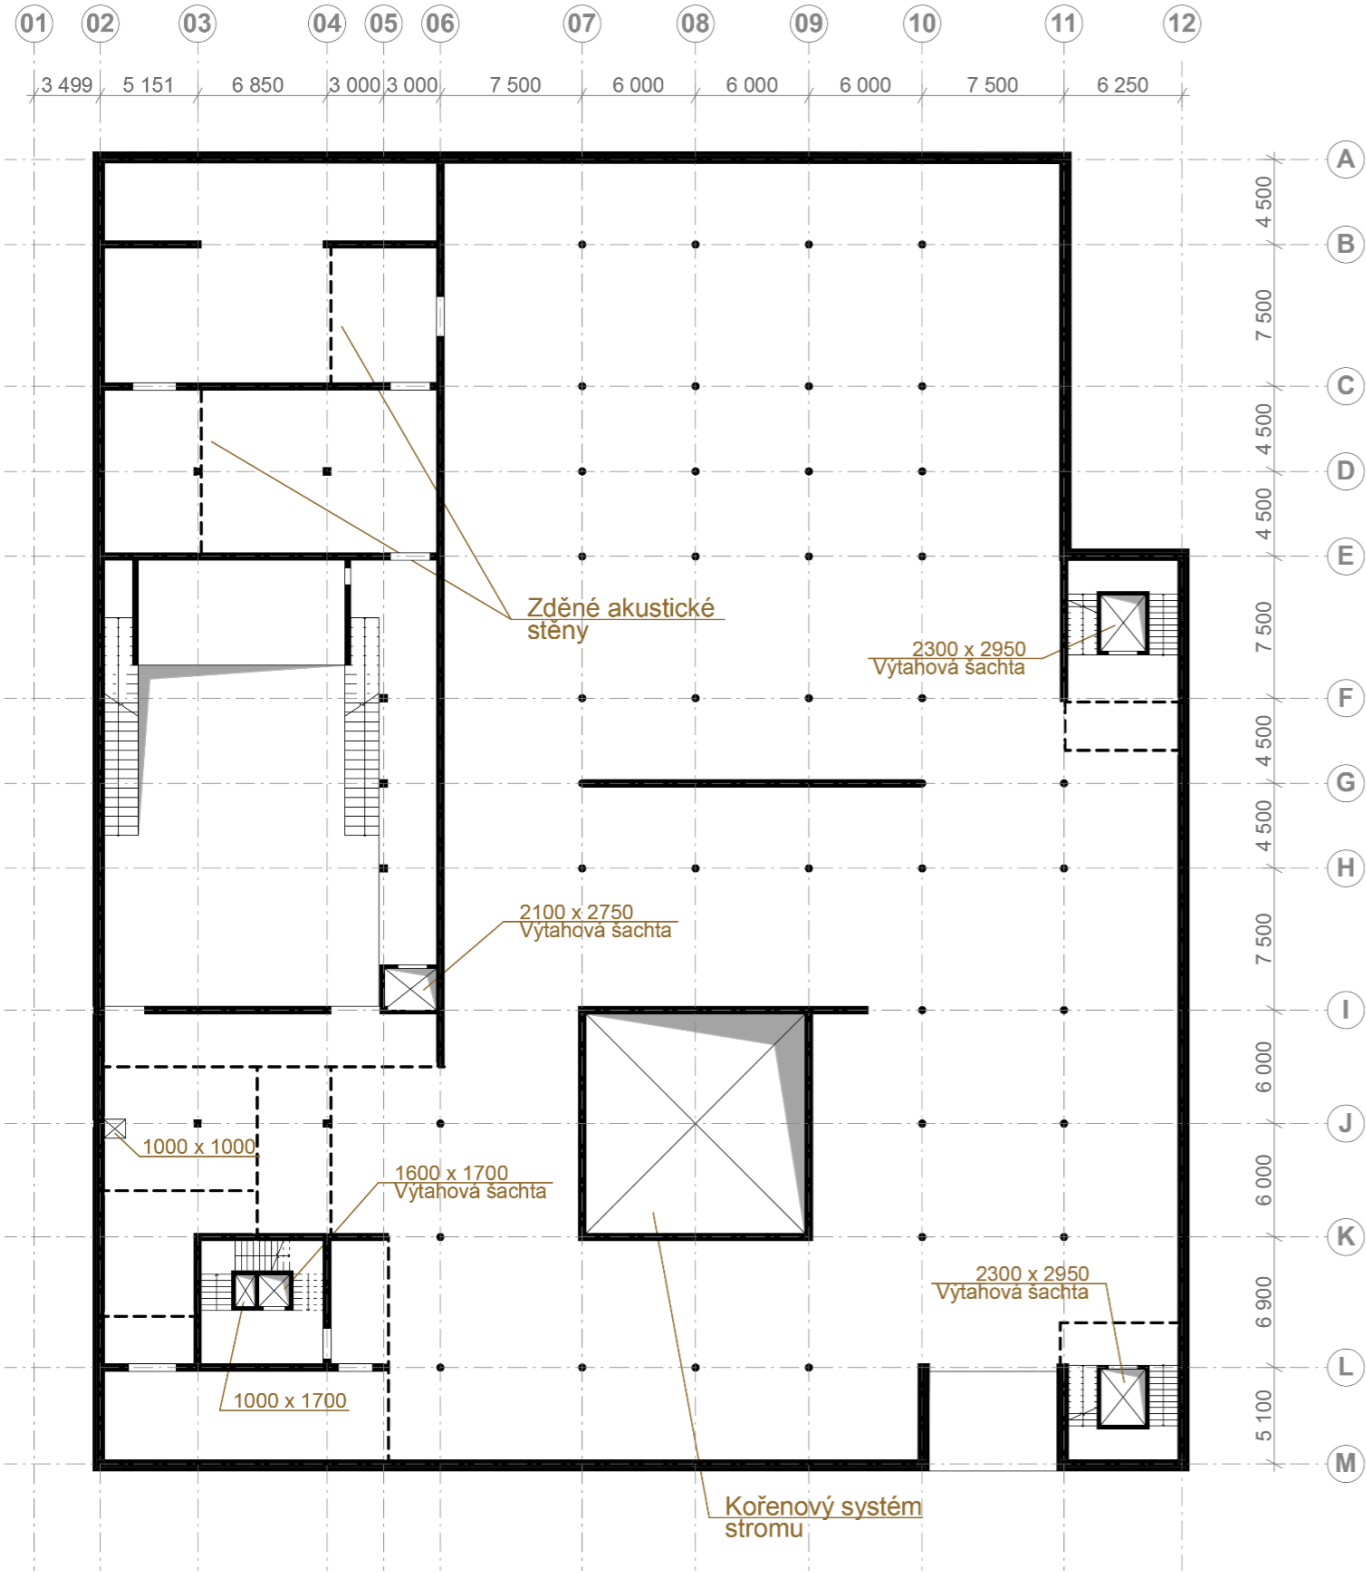 01 02 03 04 05 06 07 08 09 10 11 12
3 499 5 151 6 850 3 000 3 000 7 500 6 000 6 000 6 000 7 500 6 250
A
4 500
B
7 500
C
4 500
D
4 500
E
Zděné akustické
stěny
7 500
2300 x 2950
Výtahová šachta
F
4 500
G
4 500
H
2100 x 2750
Výtahová šachta
7 500
I
6 000
J
1000 x 1000
1600 x 1700
Výtahová šachta
6 000
K
2300 x 2950
Výtahová šachta
6 900
L
1000 x 1700
5 100
M
Kořenový systém
stromu